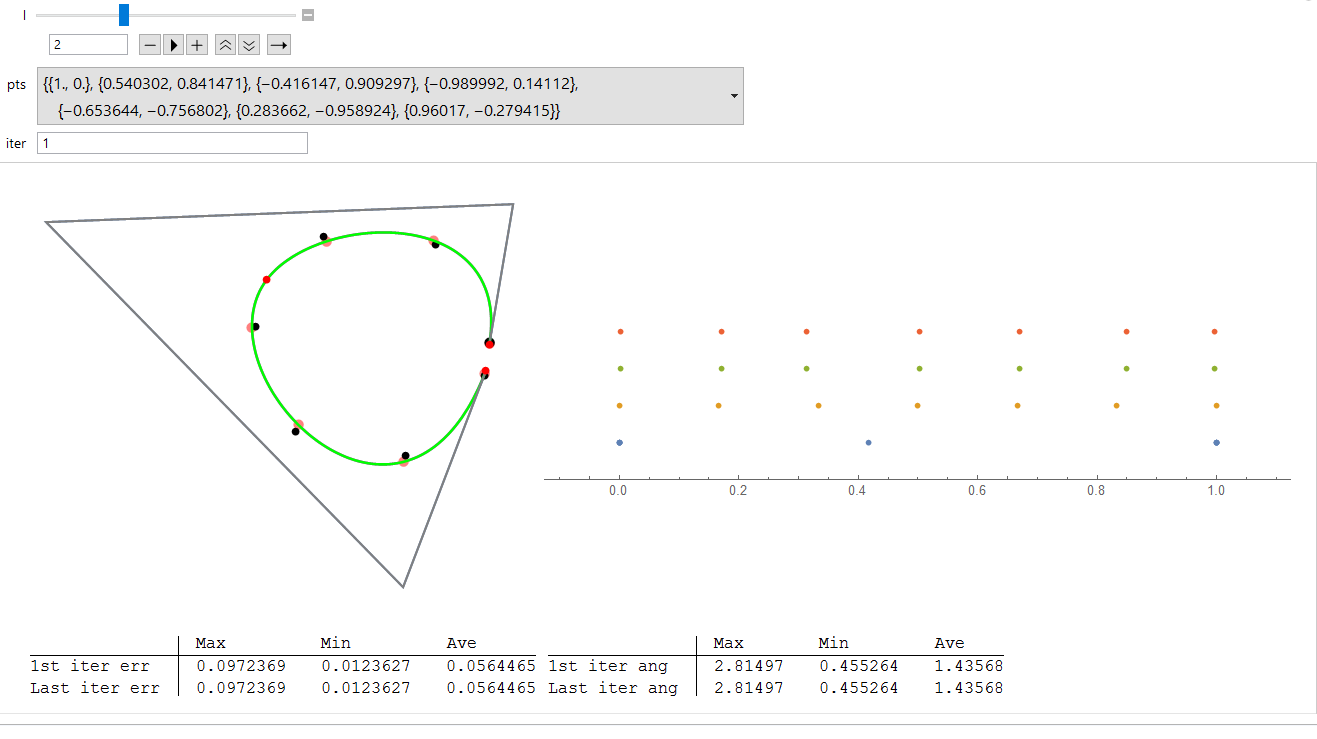 l
2
pts {{1., 0.}, {0.540302, 0.841471}, {−0.416147, 0.909297}, {−0.989992, 0.14112},
{−0.653644, −0.756802}, {0.283662, −0.958924}, {0.96017, −0.279415}}
iter 1
0.0 0.2 0.4 0.6 0.8 1.0
Max Min Ave Max Min Ave
1st iter err 0.0972369 0.0123627 0.0564465 1st iter ang 2.81497 0.455264 1.43568
Last iter err 0.0972369 0.0123627 0.0564465 Last iter ang 2.81497 0.455264 1.43568